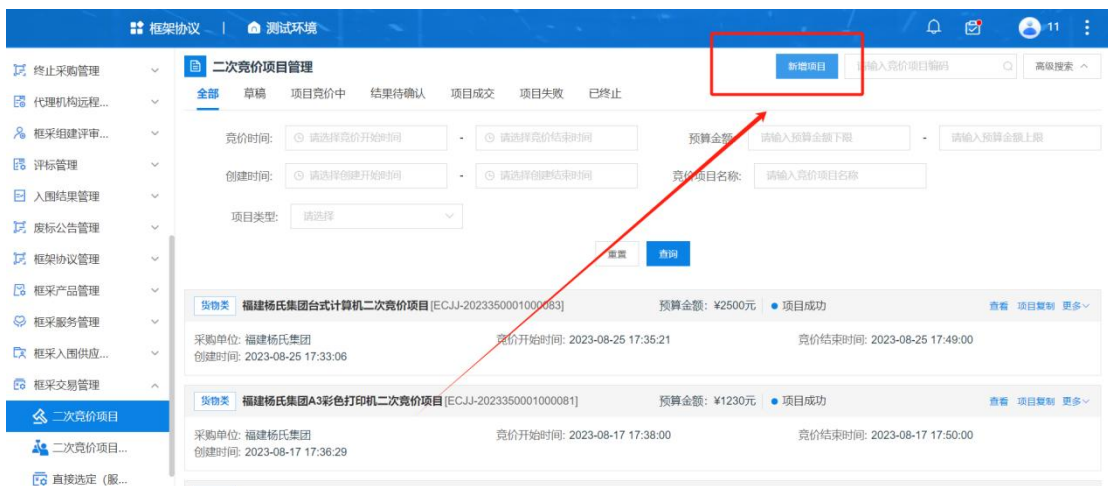 框架协议 | 测试环境 11
终止采购管理
代理机构远程...
框采组建评审...
评标管理
入围结果管理
废标公告管理
框架协议管理
框采产品管理
框采服务管理
框采入围供应...
框采交易管理
二次竞价项目
二次竞价项目...
直接选定（服...
二次竞价项目管理 新增项目 请输入竞价项目编码 高级搜索
全部 草稿 项目竞价中 结果待确认 项目成交 项目失败 已终止
竞价时间: 请选择竞价开始时间 - 请选择竞价结束时间 预算金额: 请输入预算金额下限 - 请输入预算金额上限
创建时间: 请选择创建开始时间 - 请选择创建结束时间 竞价项目名称: 请输入竞价项目名称
项目类型: 请选择
重置 查询
货物类 福建杨氏集团台式计算机二次竞价项目[ECJJ-2023350001000083] 预算金额: ¥2500元 项目成功 查看 项目复制 更多
采购单位: 福建杨氏集团 竞价开始时间: 2023-08-25 17:35:21 竞价结束时间: 2023-08-25 17:49:00
创建时间: 2023-08-25 17:33:06
货物类 福建杨氏集团A3彩色打印机二次竞价项目[ECJJ-2023350001000081] 预算金额: ¥1230元 项目成功 查看 项目复制 更多
采购单位: 福建杨氏集团 竞价开始时间: 2023-08-17 17:38:00 竞价结束时间: 2023-08-17 17:50:00
创建时间: 2023-08-17 17:36:29